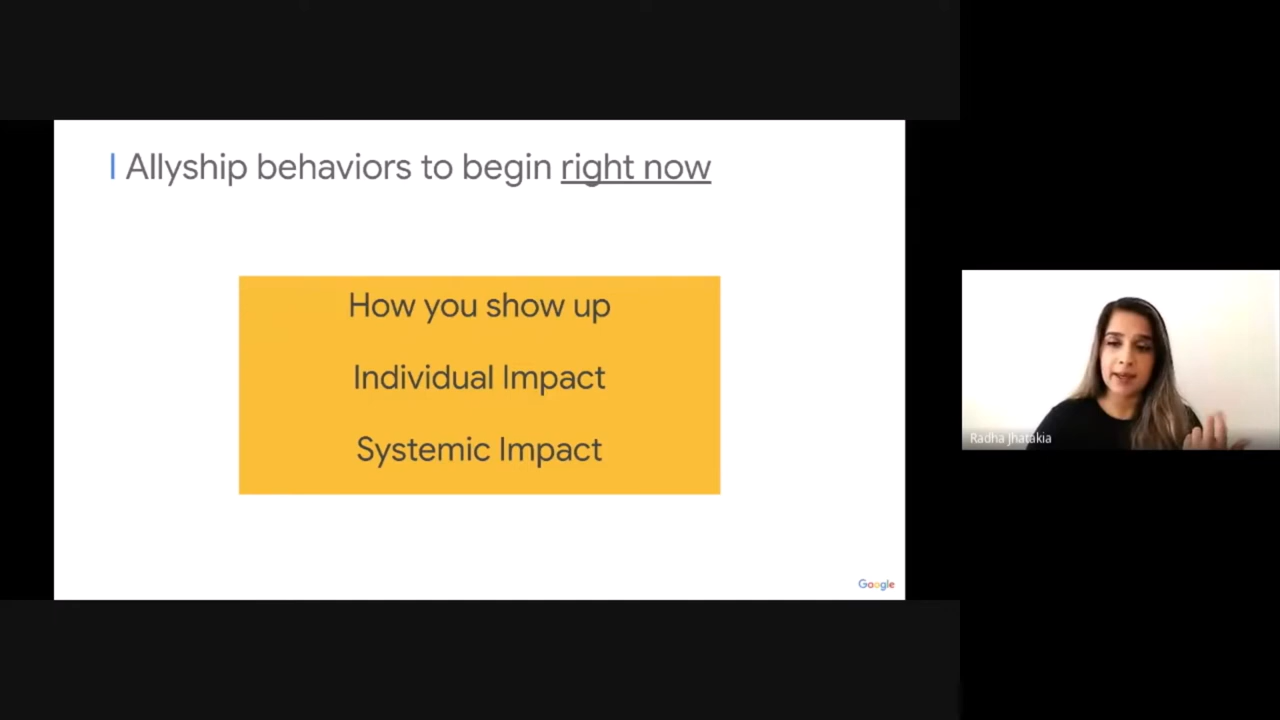 Allyship behaviors to begin right now
How you show up
Individual Impact
Systemic Impact
Radha Jhatakia
Google